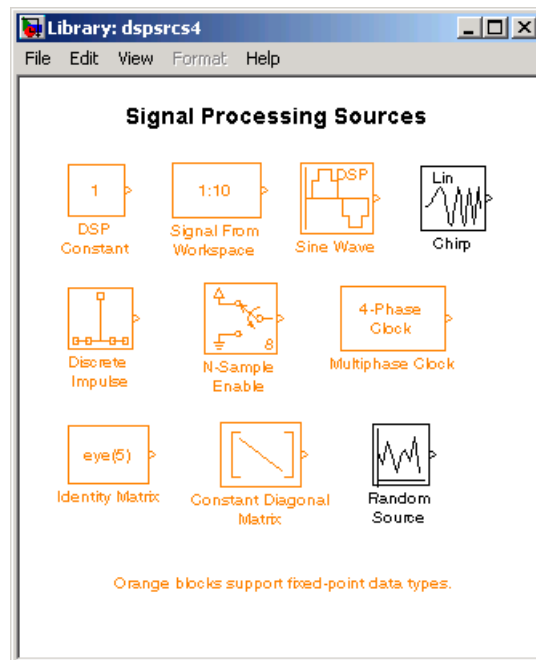 Library: dspsrcs4
File Edit View Format Help
Signal Processing Sources
1
DSP
Constant
1:10
Signal From
Workspace
DSP
Sine Wave
Lin
Chirp
Discrete
Impulse
8
N-Sample
Enable
4-Phase
Clock
Multiphase Clock
eye(5)
Identity Matrix
Constant Diagonal
Matrix
Random
Source
Orange blocks support fixed-point data types.